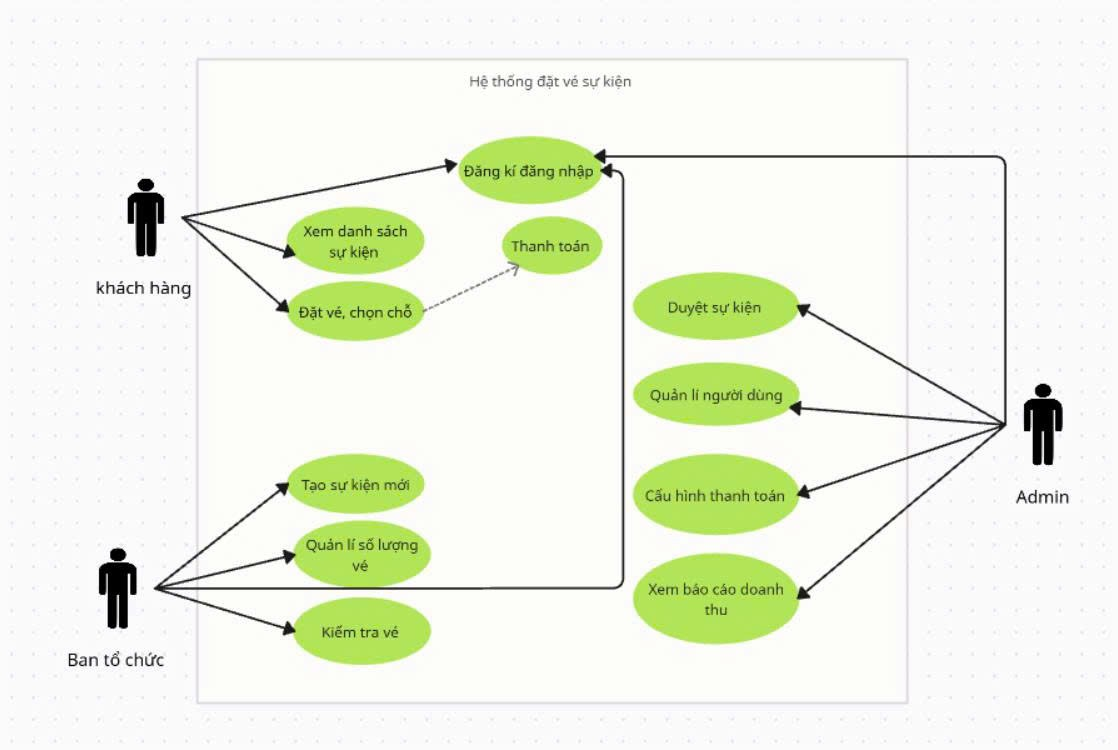 Hệ thống đặt vé sự kiện
Đăng kí đăng nhập
Xem danh sách
sự kiện
Thanh toán
khách hàng
Đặt vé, chọn chỗ
Duyệt sự kiện
Quản lí người dùng
Tạo sự kiện mới
Cấu hình thanh toán
Admin
Quản lí số lượng
vé
Xem báo cáo doanh
thu
Kiểm tra vé
Ban tổ chức